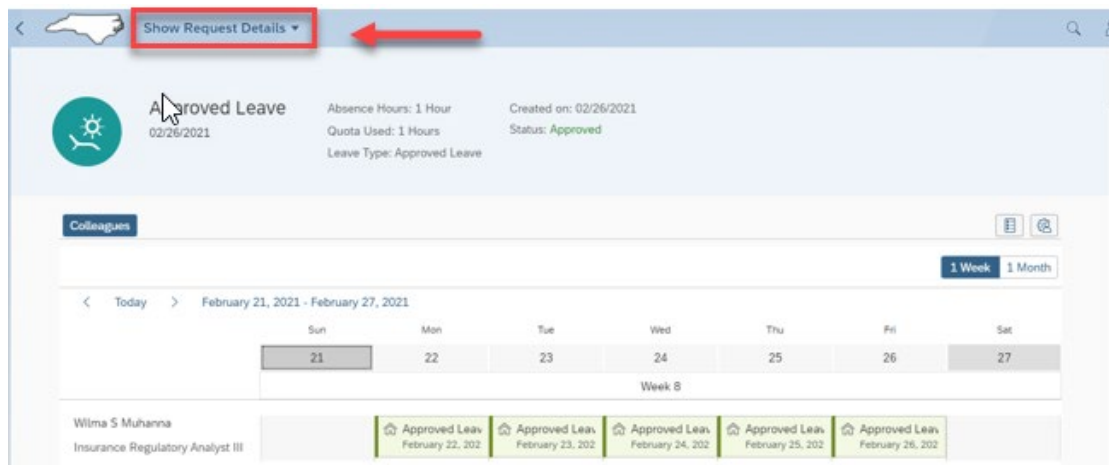 Show Request Details
Approved Leave
02/26/2021
Absence Hours: 1 Hour
Quota Used: 1 Hours
Leave Type: Approved Leave
Created on: 02/26/2021
Status: Approved
Colleagues
1 Week 1 Month
Today February 21, 2021 - February 27, 2021
Sun Mon Tue Wed Thu Fri Sat
21 22 23 24 25 26 27
Week 8
Wilma S Muhanna
Insurance Regulatory Analyst III
Approved Leav Approved Leav Approved Leav Approved Leav Approved Leav
February 22, 202 February 23, 202 February 24, 202 February 25, 202 February 26, 202